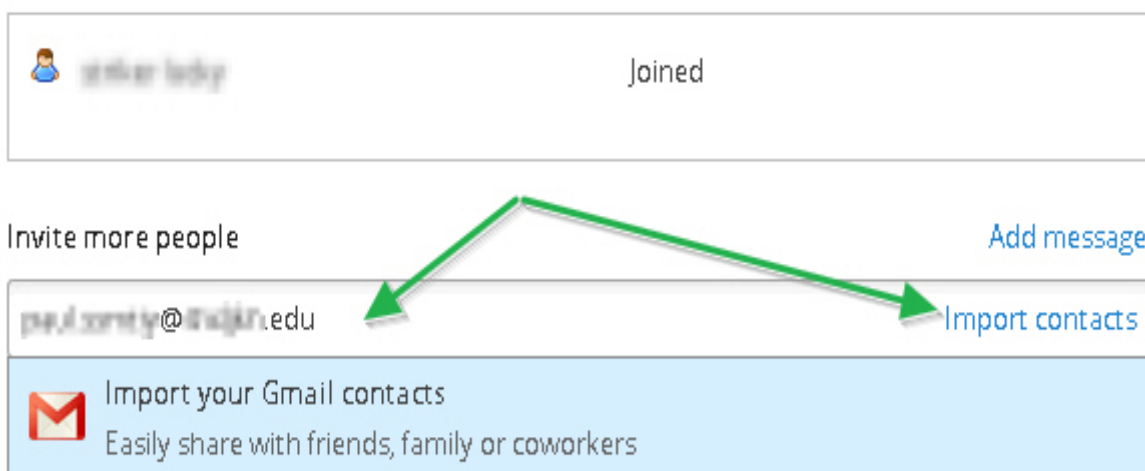 Joined
Invite more people
Add message
@ .edu
Import contacts
Import your Gmail contacts
Easily share with friends, family or coworkers